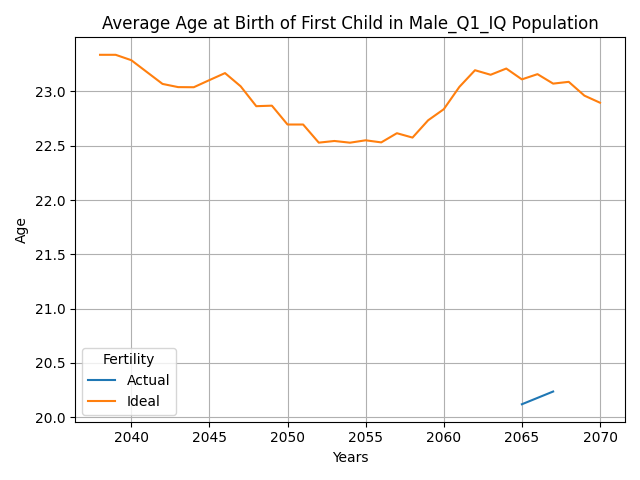 Average Age at Birth of First Child in Male_Q1_IQ Population
Age
23.0
22.5
22.0
21.5
21.0
20.5
20.0
Fertility
Actual
Ideal
2040 2045 2050 2055 2060 2065 2070
Years